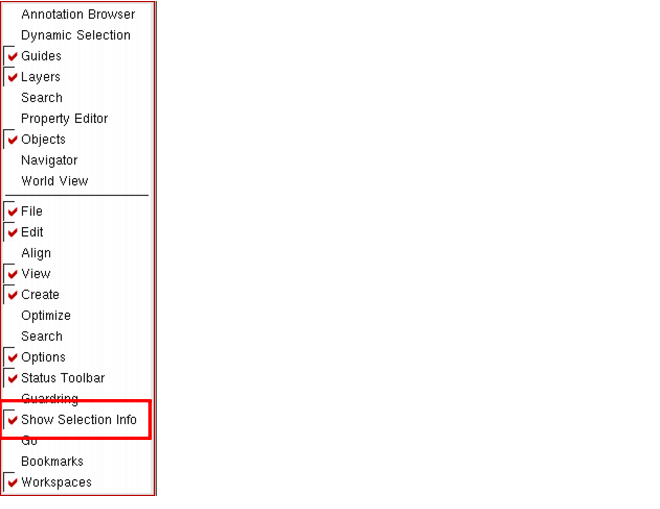 Annotation Browser
Dynamic Selection
Guides
Layers
Search
Property Editor
Objects
Navigator
World View
File
Edit
Align
View
Create
Optimize
Search
Options
Status Toolbar
Guardring
Show Selection Info
Go
Bookmarks
Workspaces